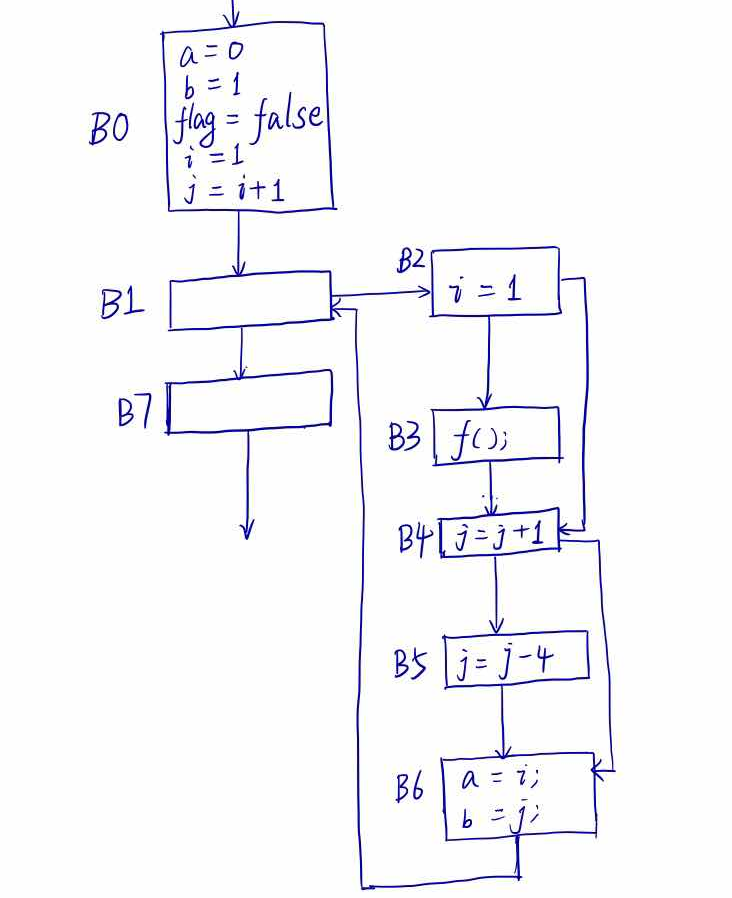 a = 0
b = 1
B0
flag = false
i = 1
j = i+1
B1
B2
i = 1
B7
B3
f();
B4
j = j+1
B5
j = j-4
B6
a = i;
b = j;